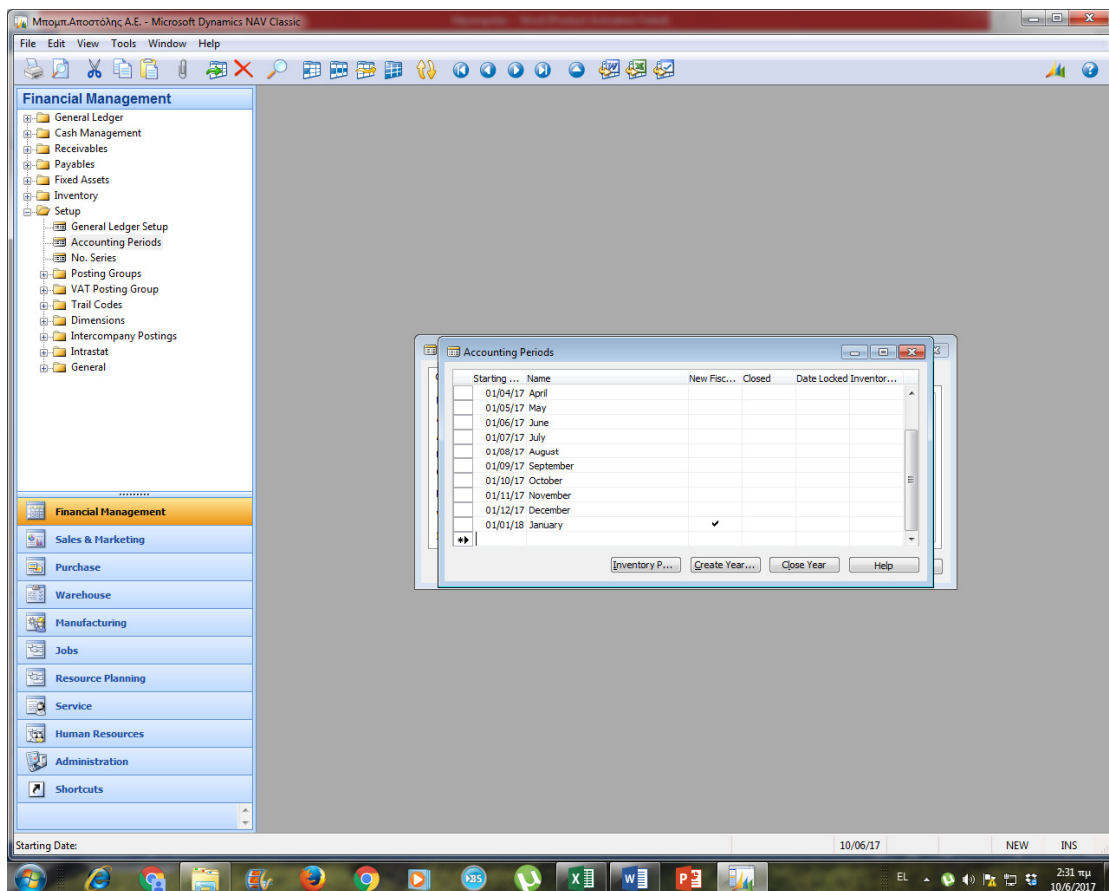 Μπομπ.Αποστόλης Α.Ε. - Microsoft Dynamics NAV Classic
File Edit View Tools Window Help
Financial Management
General Ledger
Cash Management
Receivables
Payables
Fixed Assets
Inventory
Setup
General Ledger Setup
Accounting Periods
No. Series
Posting Groups
VAT Posting Group
Trail Codes
Dimensions
Intercompany Postings
Intrastat
General
Financial Management
Sales & Marketing
Purchase
Warehouse
Manufacturing
Jobs
Resource Planning
Service
Human Resources
Administration
Shortcuts
Accounting Periods
Starting ... Name New Fisc... Closed Date Locked Inventor...
01/04/17 April
01/05/17 May
01/06/17 June
01/07/17 July
01/08/17 August
01/09/17 September
01/10/17 October
01/11/17 November
01/12/17 December
01/01/18 January
Inventory P... Create Year... Close Year Help
Starting Date: 10/06/17 NEW INS
EL 2:31 πμ
10/6/2017